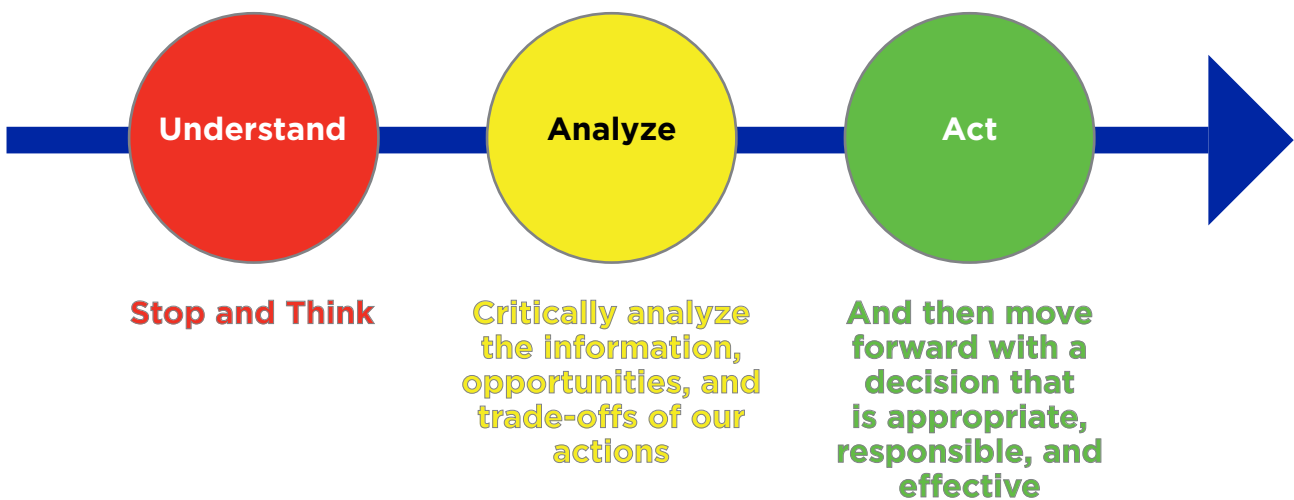 Understand
Analyze
Act
Stop and Think
Critically analyze
the information,
opportunities, and
trade-offs of our
actions
And then move
forward with a
decision that
is appropriate,
responsible, and
effective